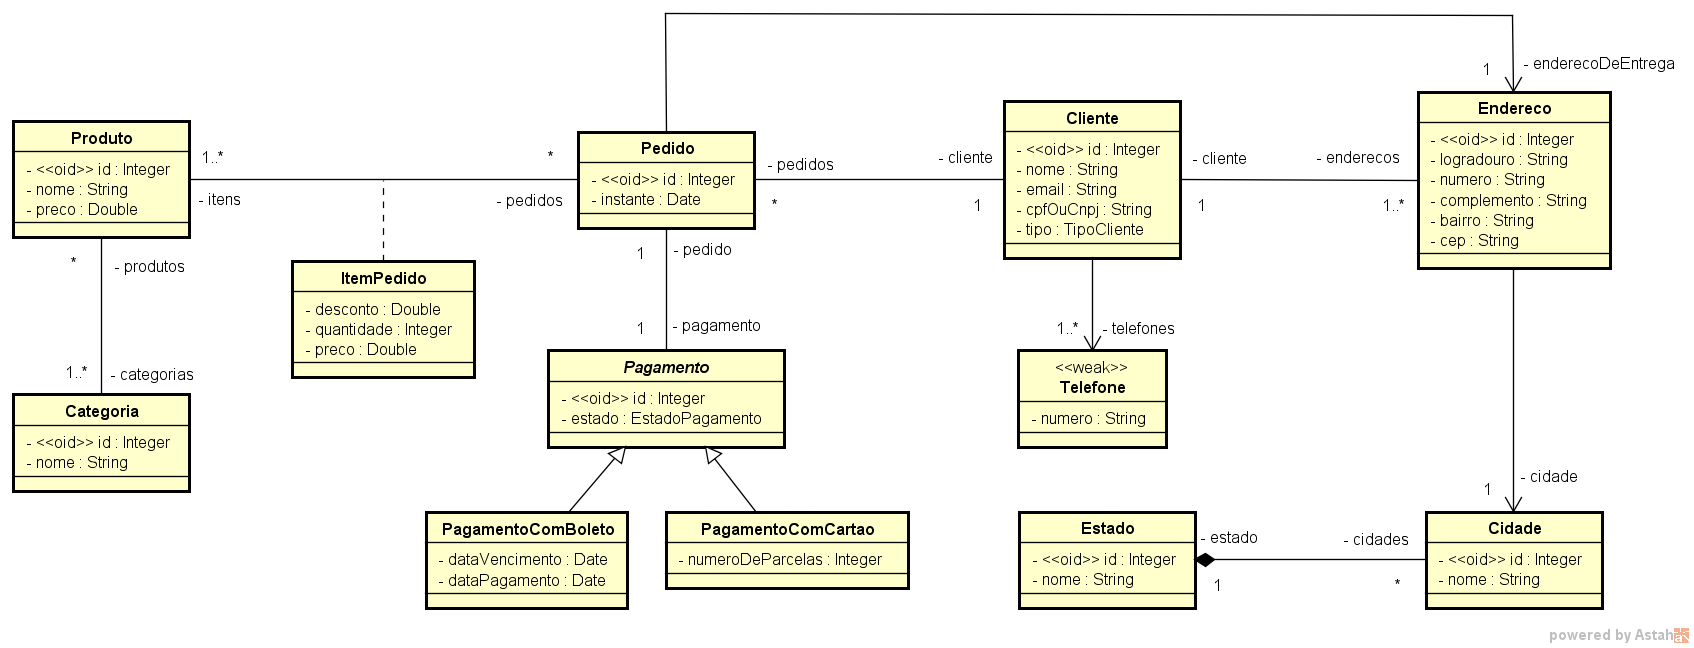 - enderecoDeEntrega
1
Produto
- <<oid>> id : Integer
- nome : String
- preco : Double
1..*
- itens
*
- pedidos
Pedido
- <<oid>> id : Integer
- instante : Date
- pedidos
*
- cliente
1
Cliente
- <<oid>> id : Integer
- nome : String
- email : String
- cpfOuCnpj : String
- tipo : TipoCliente
- cliente
1
- enderecos
1..*
Endereco
- <<oid>> id : Integer
- logradouro : String
- numero : String
- complemento : String
- bairro : String
- cep : String
*
- produtos
1..*
- categorias
ItemPedido
- desconto : Double
- quantidade : Integer
- preco : Double
1
- pedido
1
- pagamento
1..*
- telefones
Categoria
- <<oid>> id : Integer
- nome : String
Pagamento
- <<oid>> id : Integer
- estado : EstadoPagamento
<<weak>>
Telefone
- numero : String
1
- cidade
PagamentoComBoleto
- dataVencimento : Date
- dataPagamento : Date
PagamentoComCartao
- numeroDeParcelas : Integer
Estado
- <<oid>> id : Integer
- nome : String
- estado
1
- cidades
*
Cidade
- <<oid>> id : Integer
- nome : String
powered by Astah